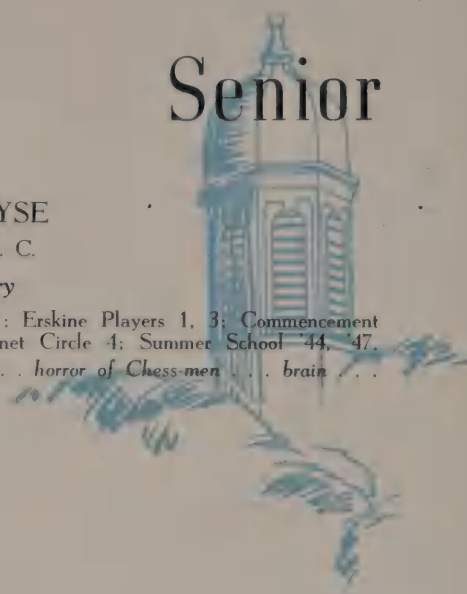 Senior
YSE
. C.
ry
: Erskine Players 1, 3; Commencement
net Circle 4; Summer School '44, '47.
. . horror of Chess-men . . . brain . . .